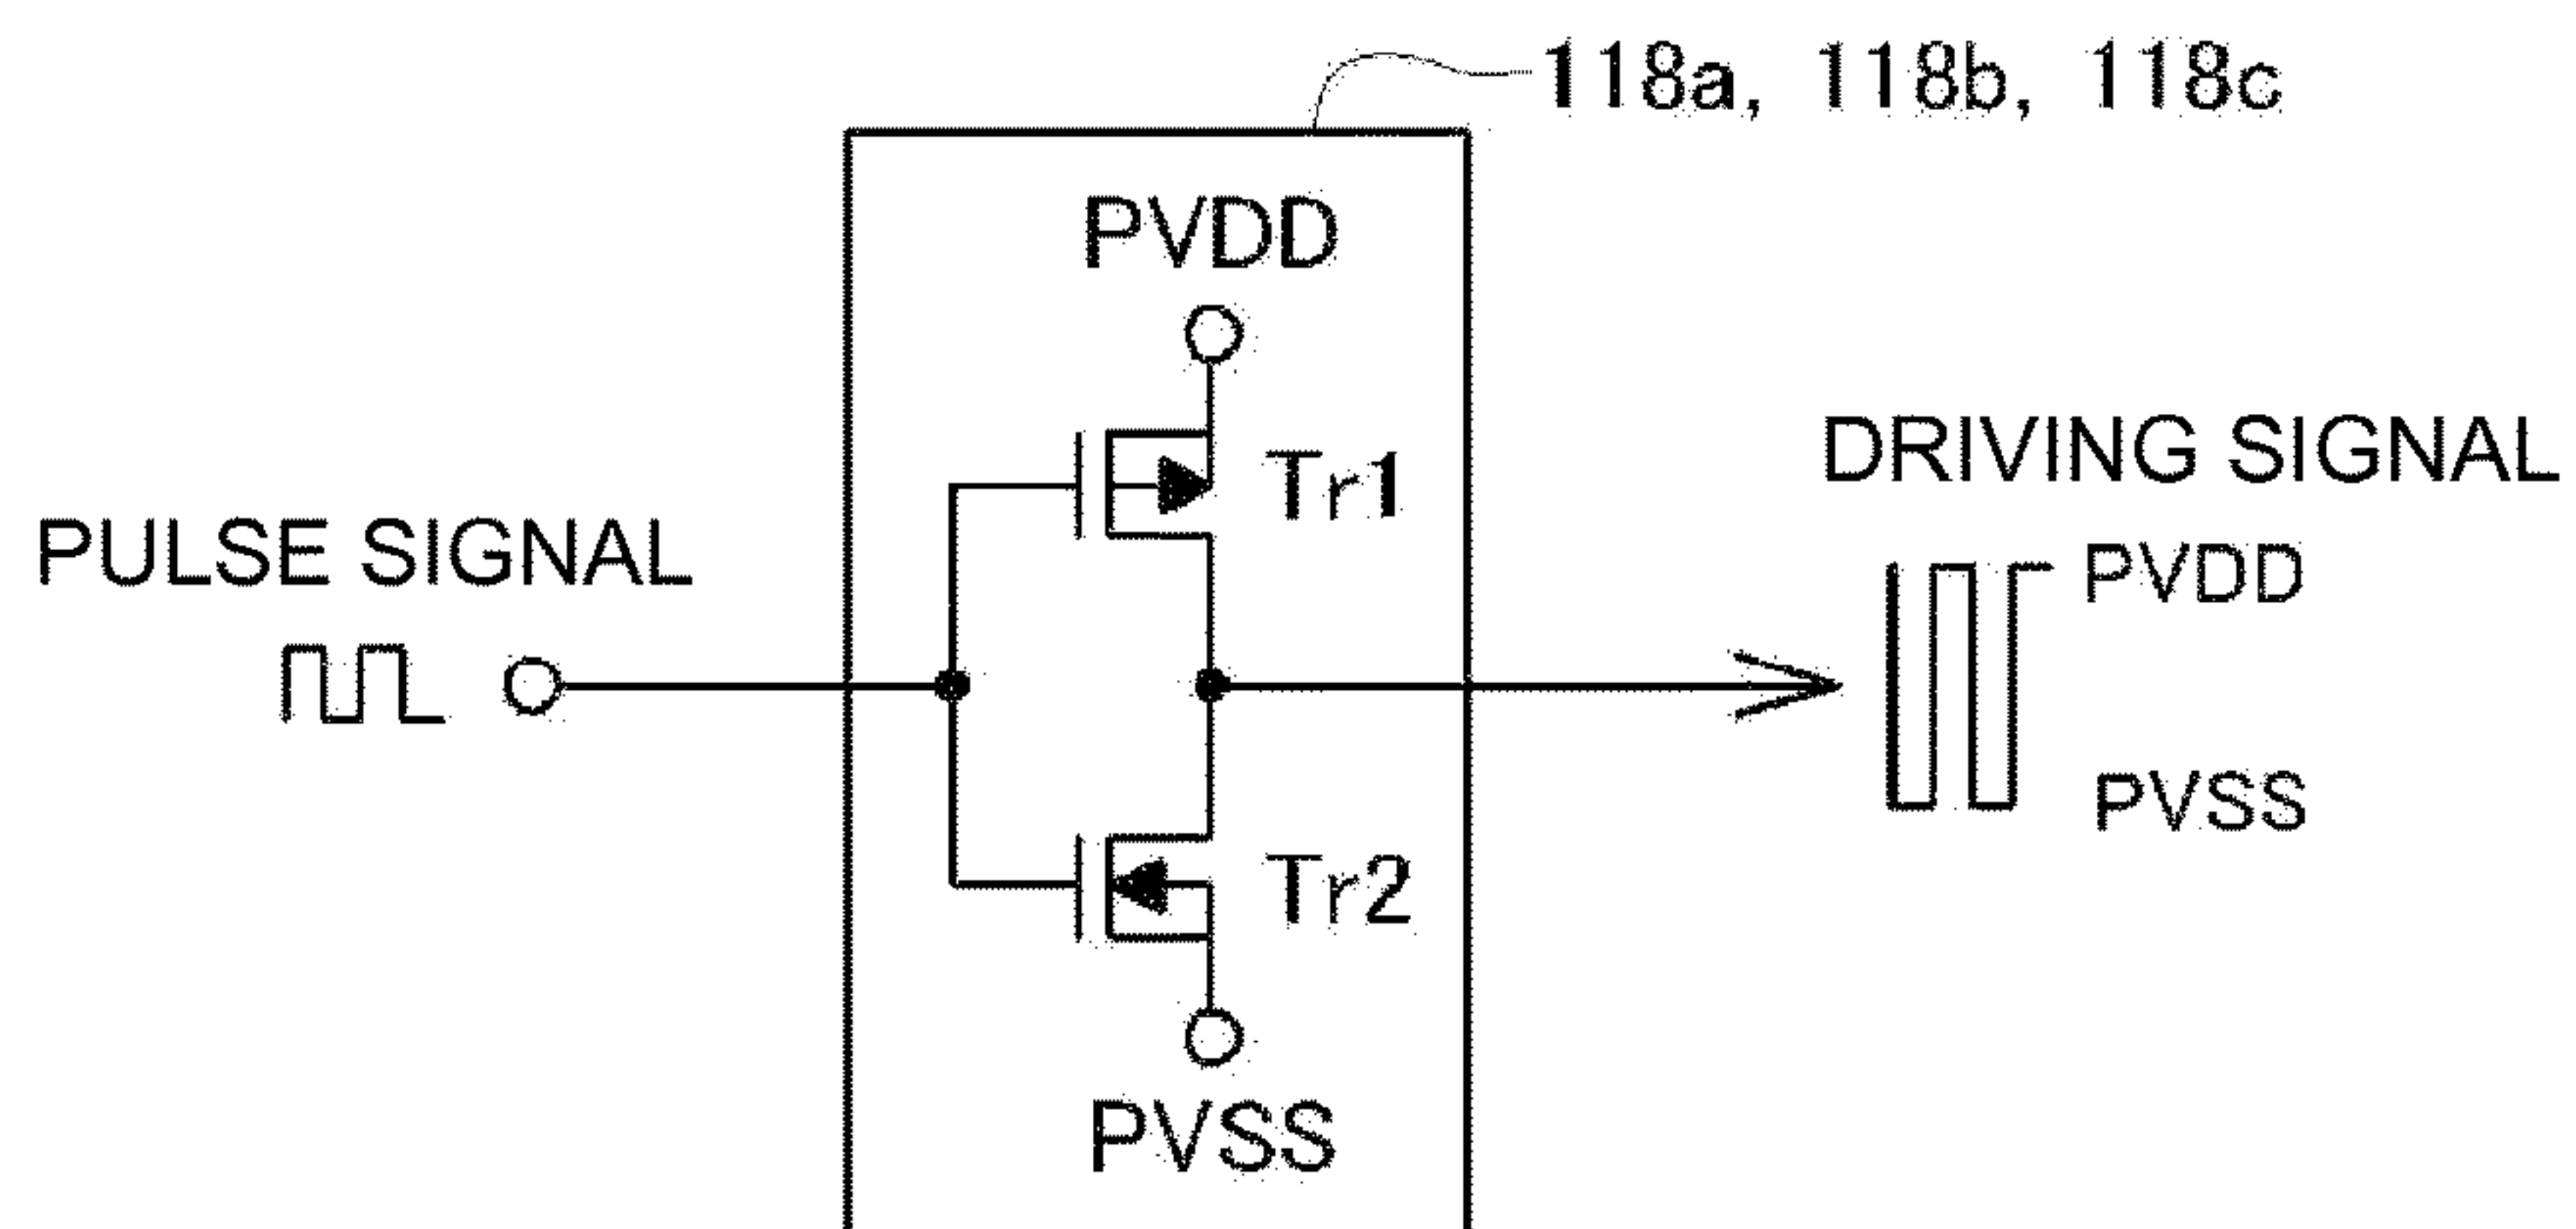 118a, 118b, 118c
PVDD
Tr1
DRIVING SIGNAL
PULSE SIGNAL
PVDD
PVSS
Tr2
PVSS